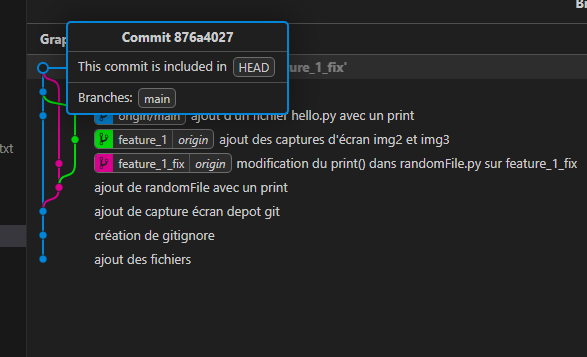 Br
Grap
Commit 876a4027
This commit is included in HEAD
ure_1_fix'
Branches: main
origin/main ajout d'un fichier hello.py avec un print
feature_1 origin ajout des captures d'écran img2 et img3
txt
feature_1_fix origin modification du print() dans randomFile.py sur feature_1_fix
ajout de randomFile avec un print
ajout de capture écran depot git
création de gitignore
ajout des fichiers